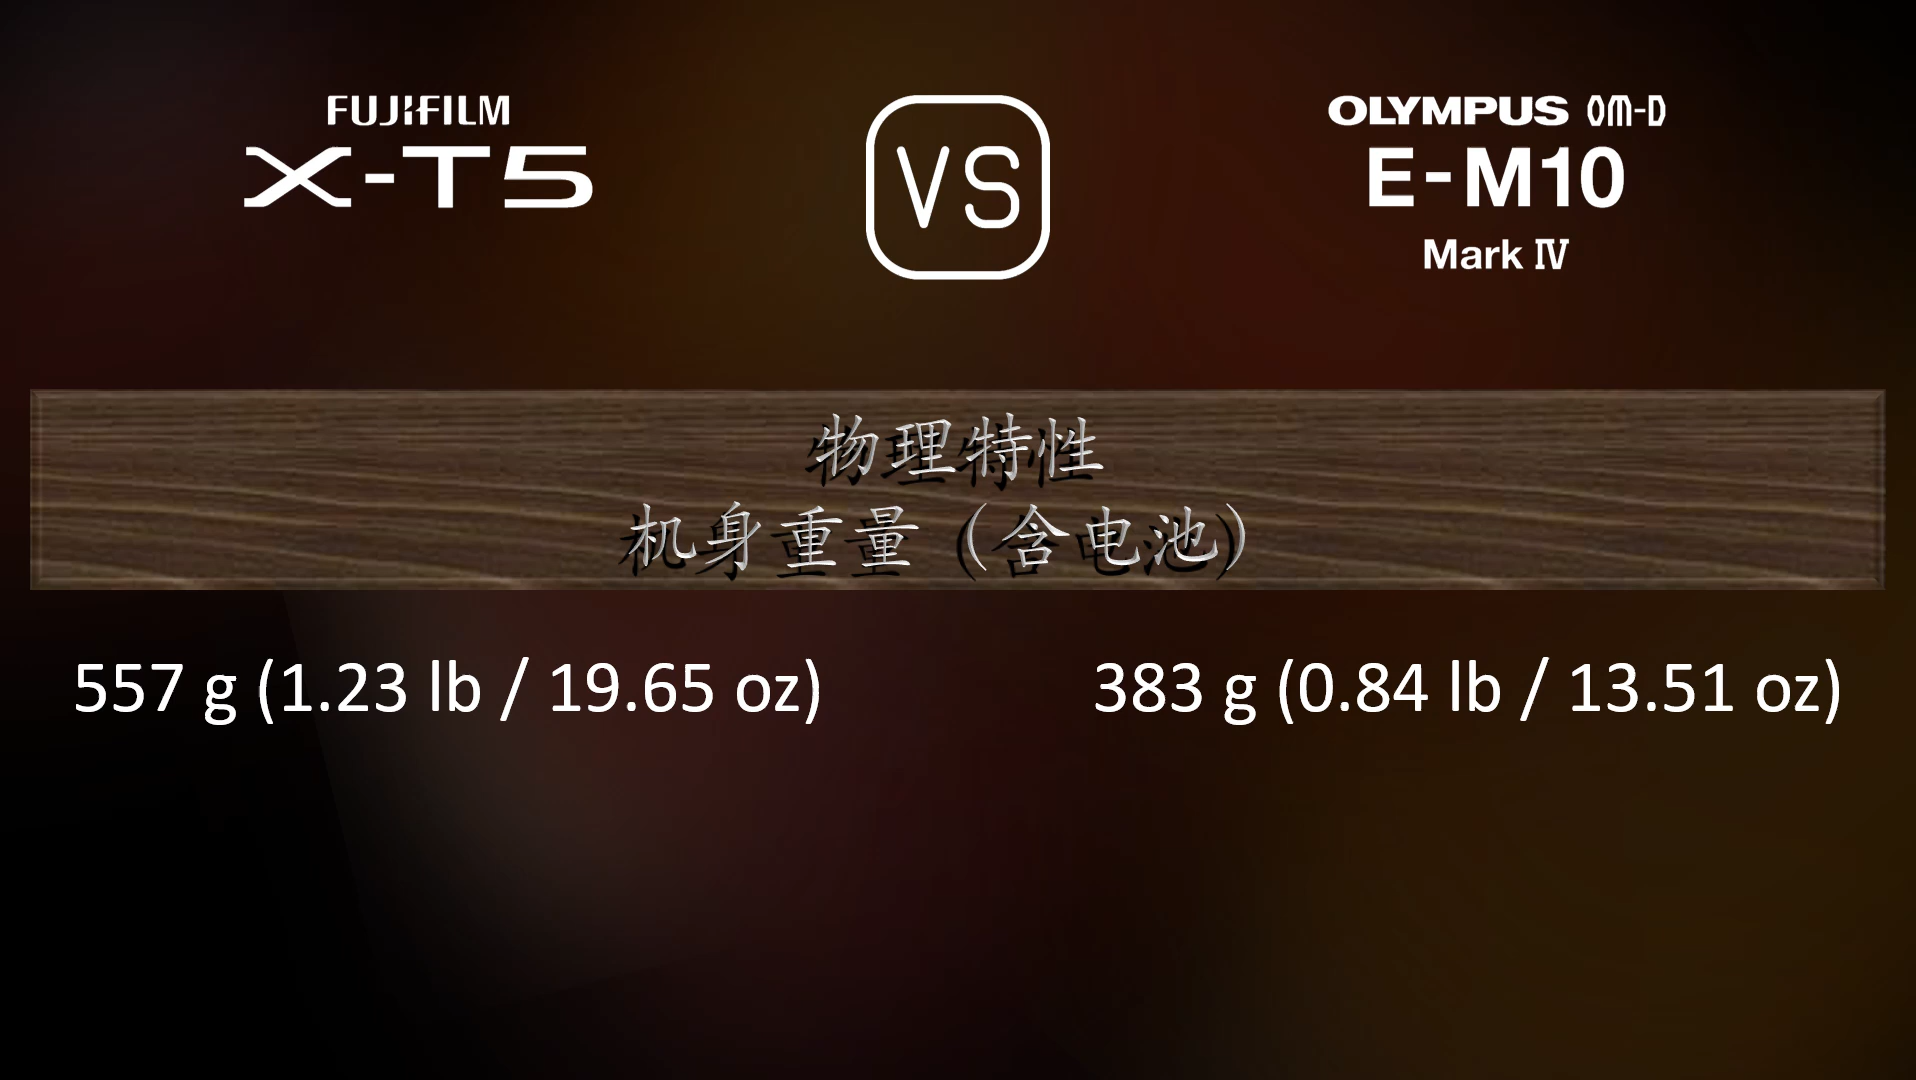 FUJIFILM
X-T5
VS
OLYMPUS OM-D
E-M10
Mark IV
物理特性
机身重量（含电池）
557 g (1.23 lb / 19.65 oz)
383 g (0.84 lb / 13.51 oz)